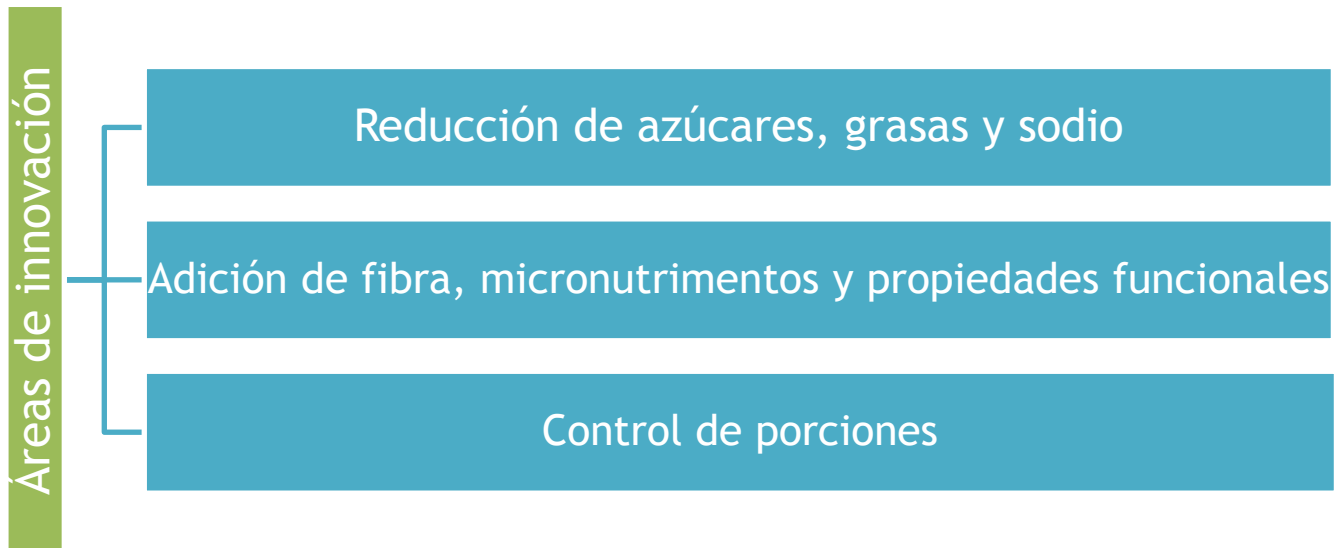 Áreas de innovación
Reducción de azúcares, grasas y sodio
Adición de fibra, micronutrimentos y propiedades funcionales
Control de porciones